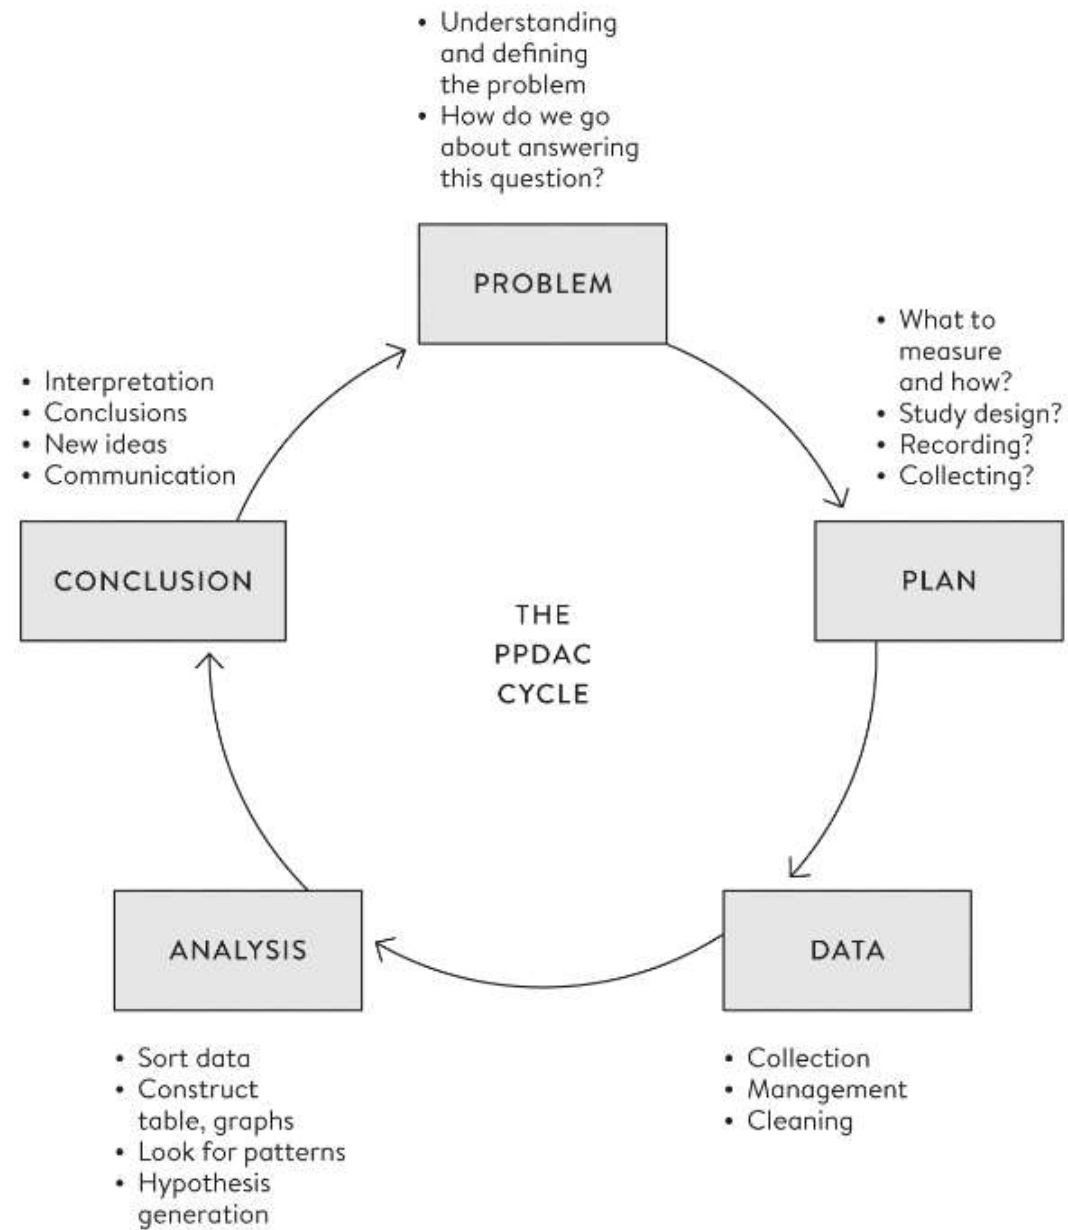 • Understanding
and defining
the problem
• How do we go
about answering
this question?
PROBLEM
• What to
measure
and how?
• Study design?
• Recording?
• Collecting?
PLAN
• Interpretation
• Conclusions
• New ideas
• Communication
CONCLUSION
THE
PPDAC
CYCLE
DATA
• Collection
• Management
• Cleaning
ANALYSIS
• Sort data
• Construct
table, graphs
• Look for patterns
• Hypothesis
generation